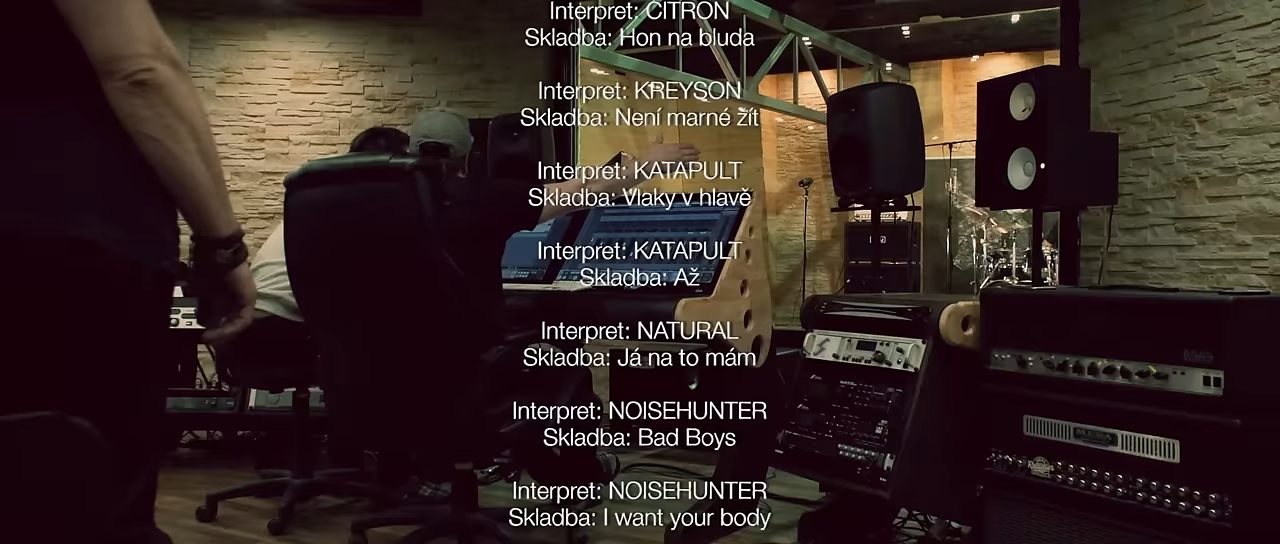 Interpret: CITRON
Skladba: Hon na bluda
Interpret: KREYSON
Skladba: Není marné žít
Interpret: KATAPULT
Skladba: Vlaky v hlavě
Interpret: KATAPULT
Skladba: Až
Interpret: NATURAL
Skladba: Já na to mám
Interpret: NOISEHUNTER
Skladba: Bad Boys
Interpret: NOISEHUNTER
Skladba: I want your body